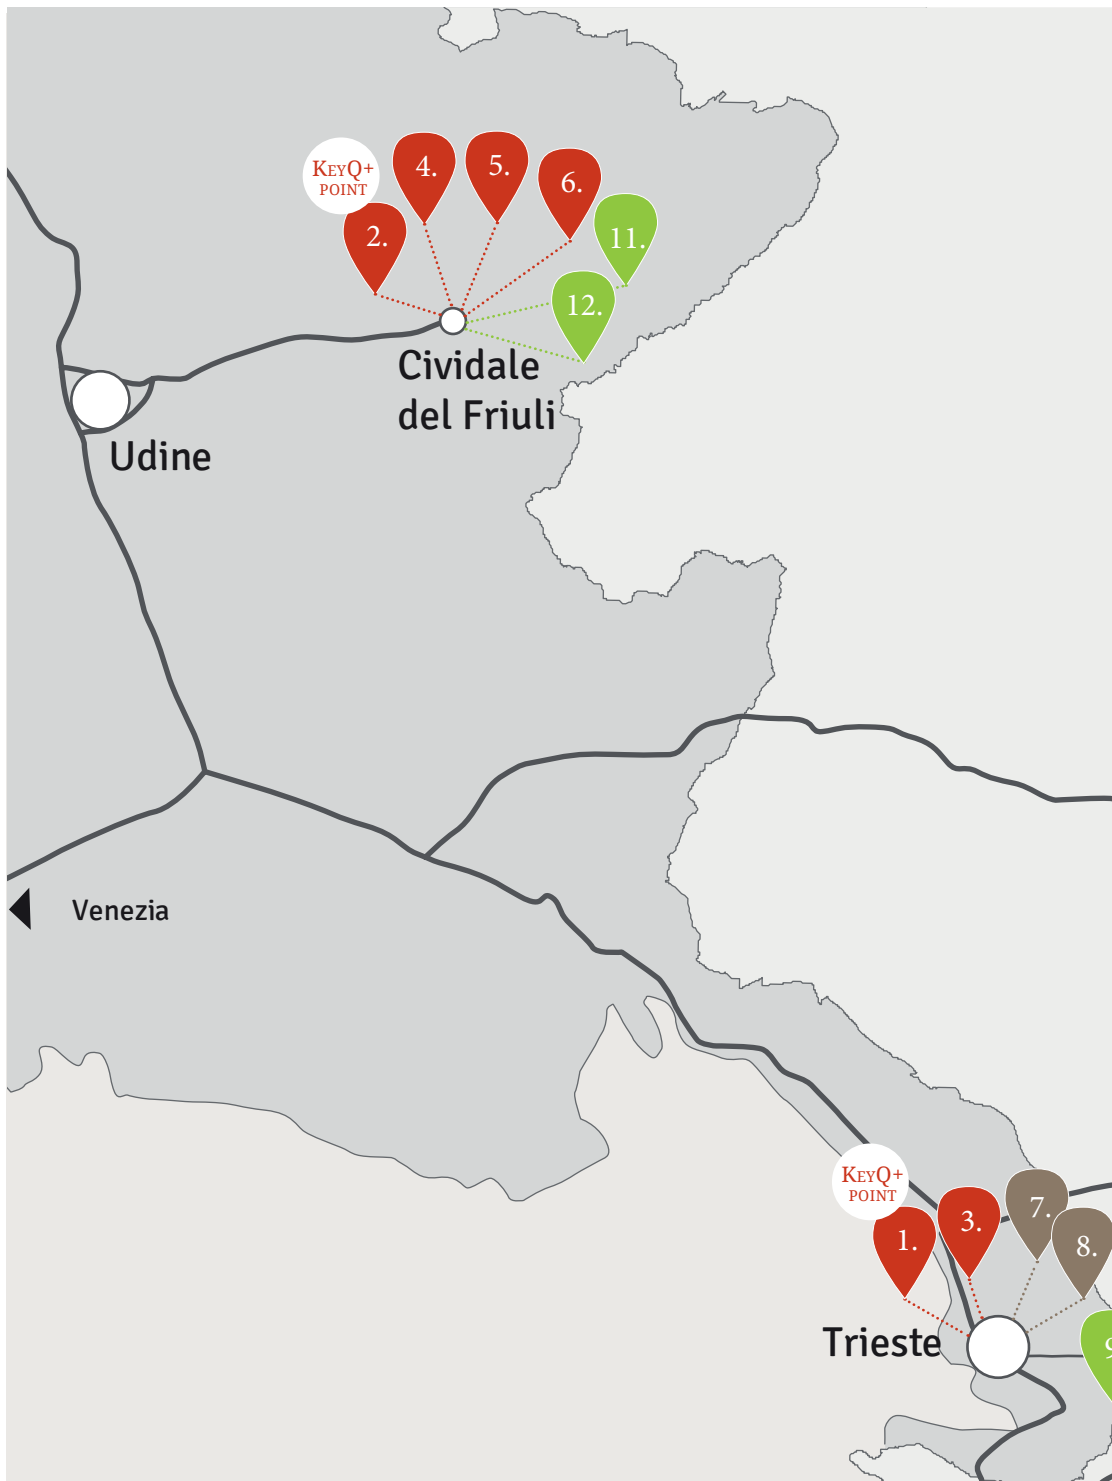 KEYQ+
POINT
4.
5.
6.
2.
11.
12.
Cividale
del Friuli
Udine
Venezia
KEYQ+
POINT
1.
3.
7.
8.
Trieste
9